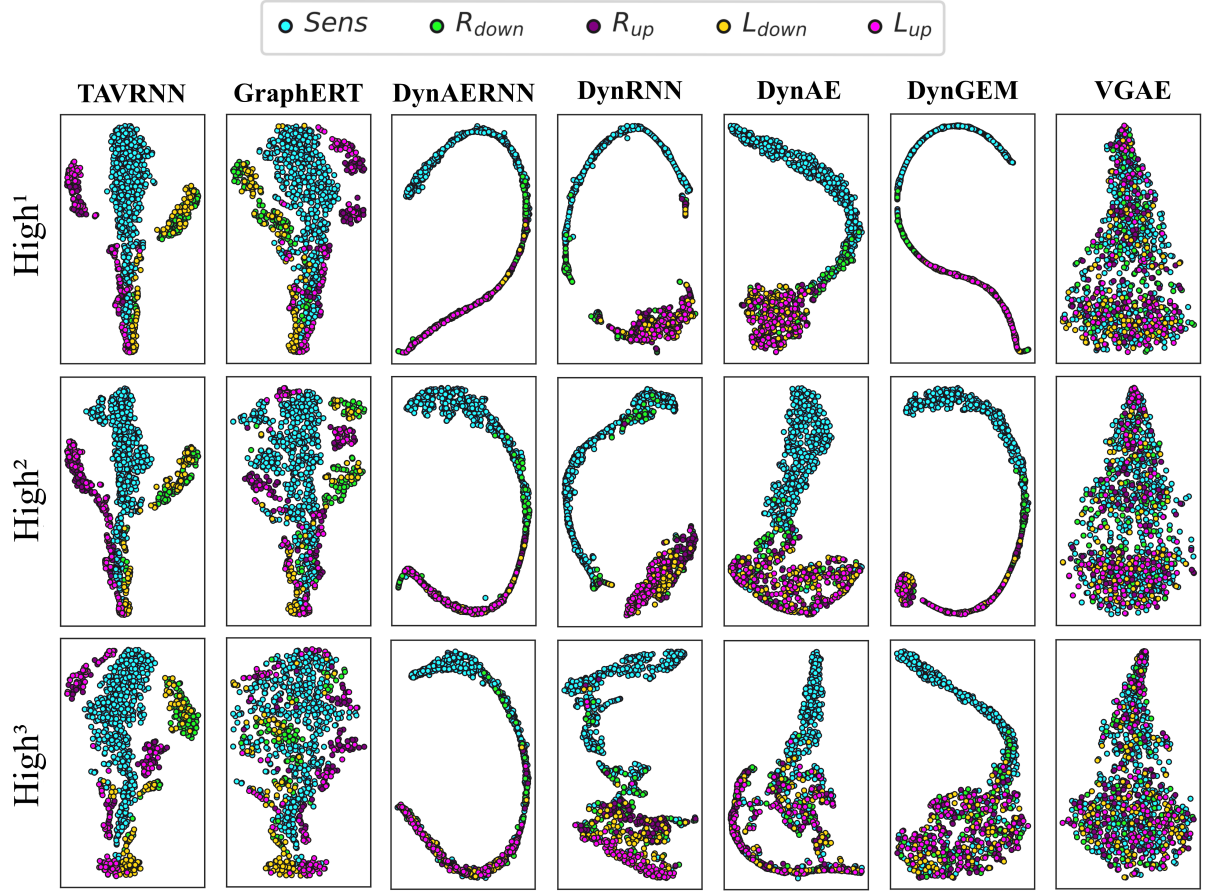 Sens R_down R_up L_down L_up
TAVRNN GraphERT DynAERNN DynRNN DynAE DynGEM VGAE
High¹
High²
High³